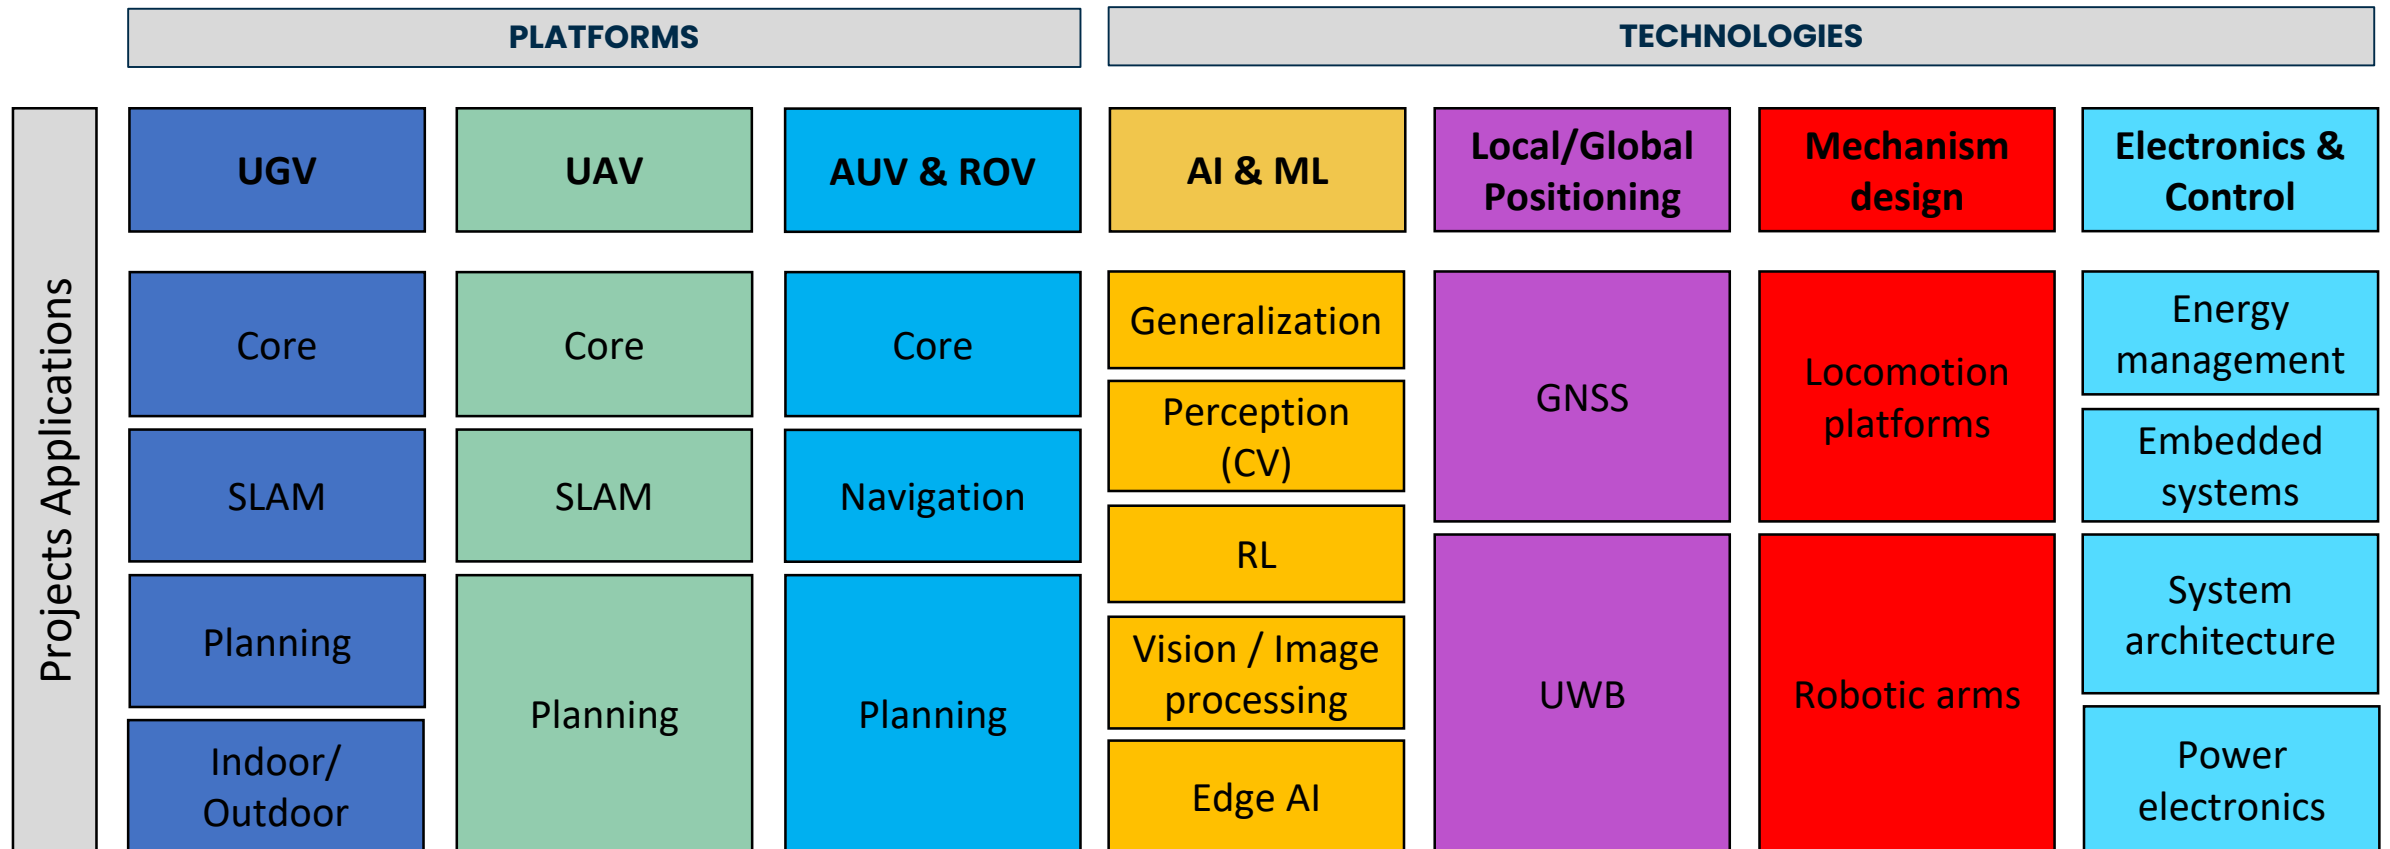 PLATFORMS
TECHNOLOGIES
Projects Applications
UGV
UAV
AUV & ROV
AI & ML
Local/Global
Positioning
Mechanism
design
Electronics &
Control
Core
SLAM
Planning
Indoor/
Outdoor
Core
SLAM
Planning
Core
Navigation
Planning
Generalization
Perception
(CV)
RL
Vision / Image
processing
Edge AI
GNSS
UWB
Locomotion
platforms
Robotic arms
Energy
management
Embedded
systems
System
architecture
Power
electronics